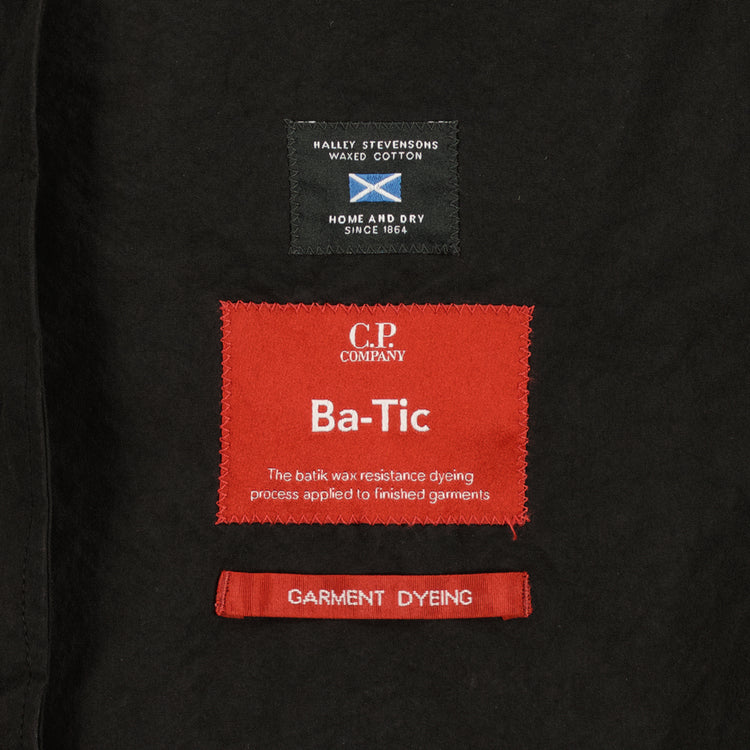 HALLEY STEVENSONS
WAXED COTTON
HOME AND DRY
SINCE 1864
C.P.
COMPANY
Ba-Tic
The batik wax resistance dyeing
process applied to finished garments
GARMENT DYEING